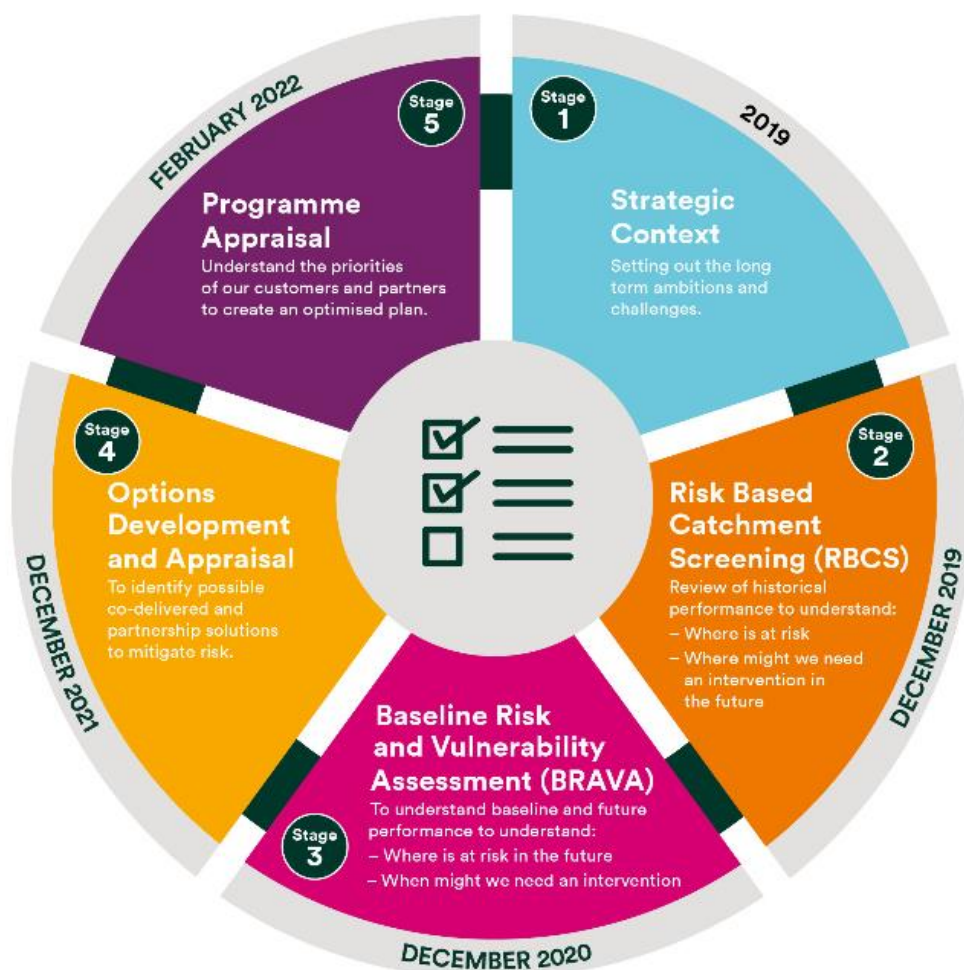 2019
Stage
1
Strategic
Context
Setting out the long
term ambitions and
challenges.
DECEMBER 2019
Stage
2
Risk Based
Catchment
Screening (RBCS)
Review of historical
performance to understand:
– Where is at risk
– Where might we need
an intervention in
the future
DECEMBER 2020
Stage
3
Baseline Risk
and Vulnerability
Assessment (BRAVA)
To understand baseline and future
performance to understand:
– Where is at risk in the future
– When might we need an intervention
DECEMBER 2021
Stage
4
Options
Development
and Appraisal
To identify possible
co-delivered and
partnership solutions
to mitigate risk.
FEBRUARY 2022
Stage
5
Programme
Appraisal
Understand the priorities
of our customers and partners
to create an optimised plan.